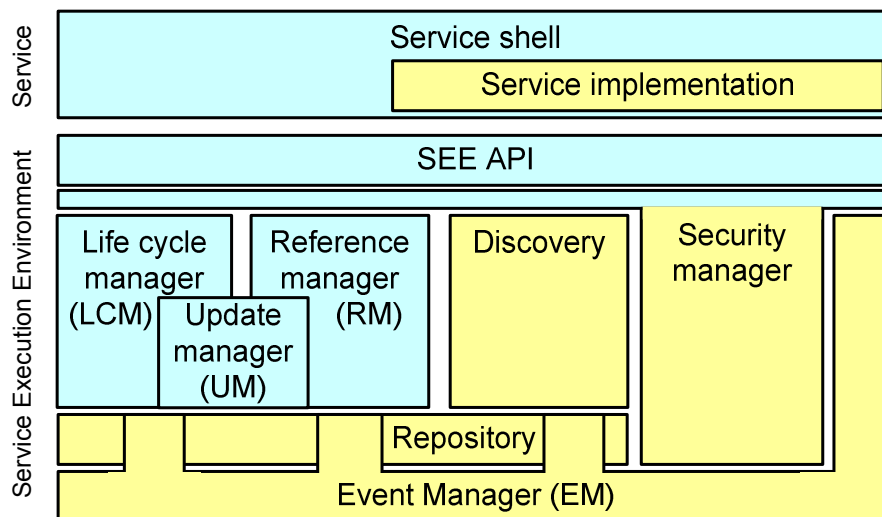 Service
Service shell
Service implementation
Service Execution Environment
SEE API
Life cycle
manager
(LCM)
Update
manager
(UM)
Reference
manager
(RM)
Discovery
Security
manager
Repository
Event Manager (EM)